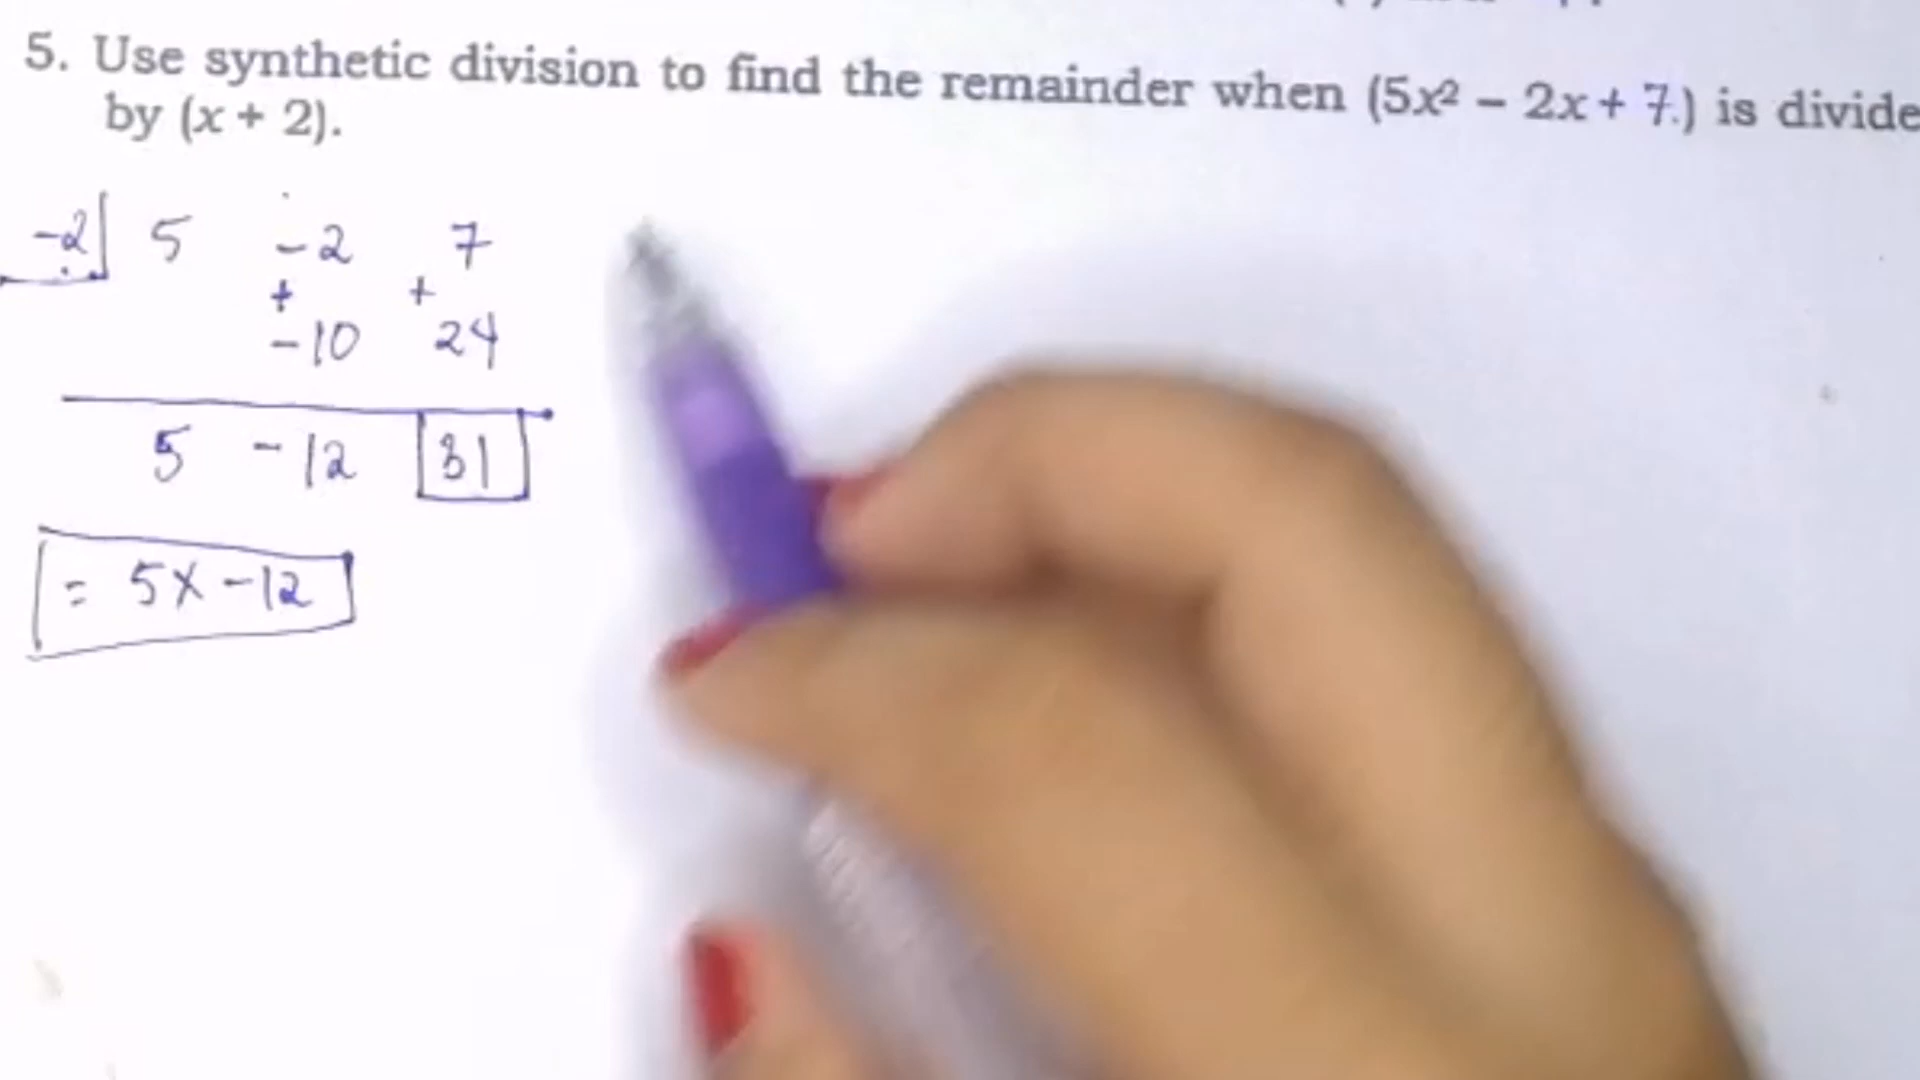 5. Use synthetic division to find the remainder when (5x² – 2x + 7.) is divide
by (x + 2).
-2 5 -2 7
+ +
-10 24
5 -12 31
= 5x -12